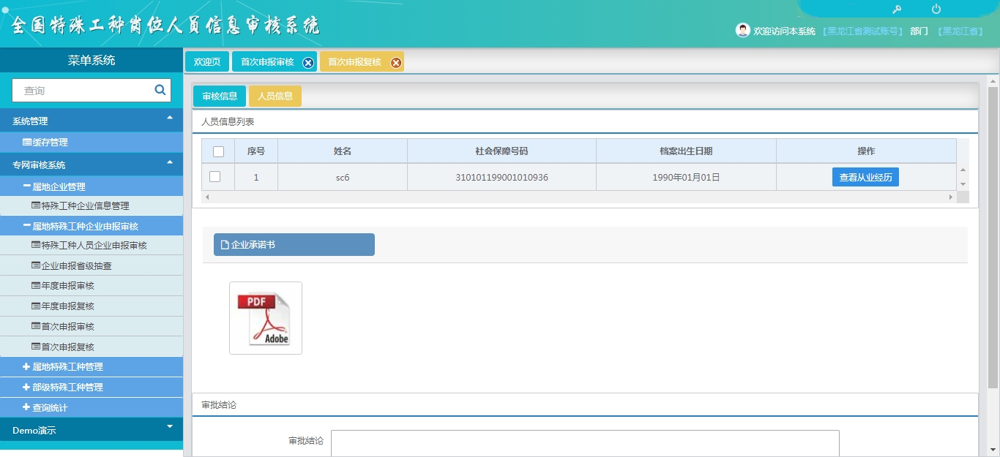 全国特殊工种岗位人员信息审核系统
欢迎访问本系统 【黑龙江省测试账号】 部门 【黑龙江省】
菜单系统
查询
系统管理
缓存管理
专网审核系统
属地企业管理
特殊工种企业信息管理
属地特殊工种企业申报审核
特殊工种人员企业申报审核
企业申报省级抽查
年度申报审核
年度申报复核
首次申报审核
首次申报复核
属地特殊工种管理
部级特殊工种管理
查询统计
Demo演示
欢迎页 首次申报审核 首次申报复核
审核信息 人员信息
人员信息列表
序号 姓名 社会保障号码 档案出生日期 操作
1 sc6 310101199001010936 1990年01月01日 查看从业经历
企业承诺书
PDF
Adobe
审批结论
审批结论